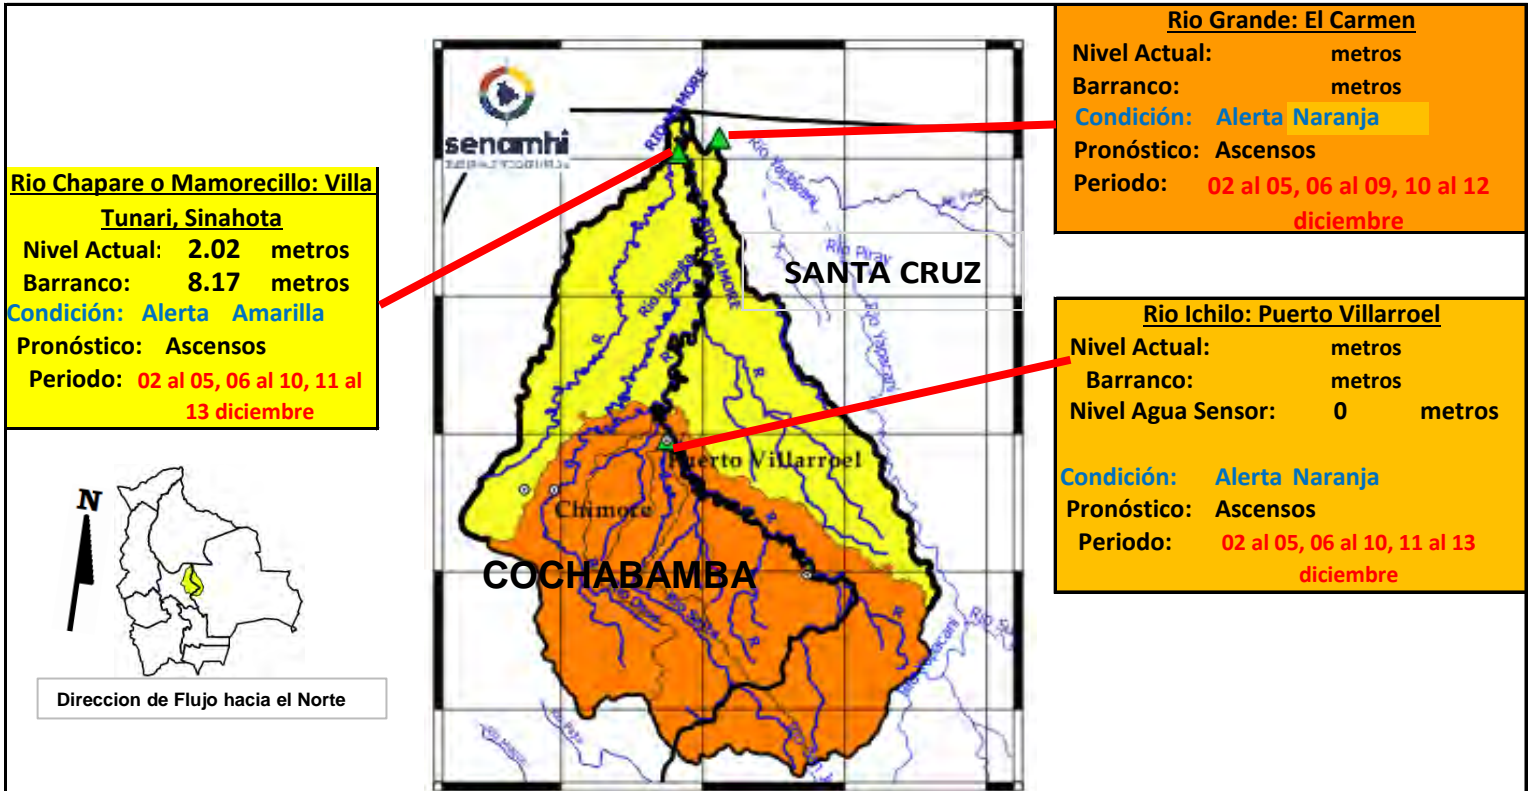 Rio Grande: El Carmen
Nivel Actual: metros
Barranco: metros
Condición: Alerta Naranja
Pronóstico: Ascensos
Periodo: 02 al 05, 06 al 09, 10 al 12
diciembre
senamhi
RIO MAMORE
Rio Yapacani
Rio Chapare o Mamorecillo: Villa
Tunari, Sinahota
Nivel Actual: 2.02 metros
Barranco: 8.17 metros
Condición: Alerta Amarilla
Pronóstico: Ascensos
Periodo: 02 al 05, 06 al 10, 11 al
13 diciembre
RIO MAMORE
Rio Piray
SANTA CRUZ
Rio Yapacani
R
R
R
R
Rio Ichilo: Puerto Villarroel
Nivel Actual: metros
Barranco: metros
Nivel Agua Sensor: 0 metros
Condición: Alerta Naranja
Pronóstico: Ascensos
Periodo: 02 al 05, 06 al 10, 11 al 13
diciembre
Puerto Villarroel
Chimore
COCHABAMBA
R
R
R
N
Direccion de Flujo hacia el Norte